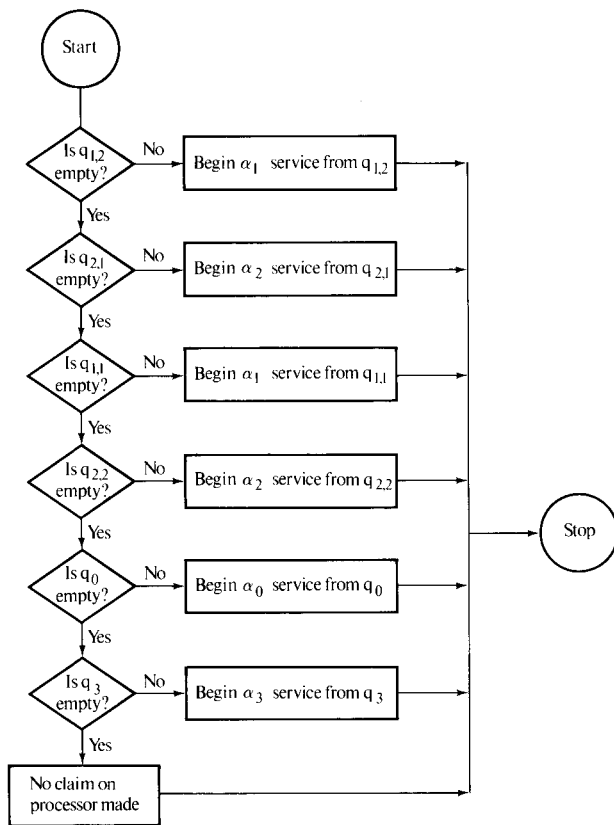 Start
Is q1,2
empty?
No
Begin α1 service from q1,2
Yes
Is q2,1
empty?
No
Begin α2 service from q2,1
Yes
Is q1,1
empty?
No
Begin α1 service from q1,1
Yes
Is q2,2
empty?
No
Begin α2 service from q2,2
Stop
Yes
Is q0
empty?
No
Begin α0 service from q0
Yes
Is q3
empty?
No
Begin α3 service from q3
Yes
No claim on
processor made